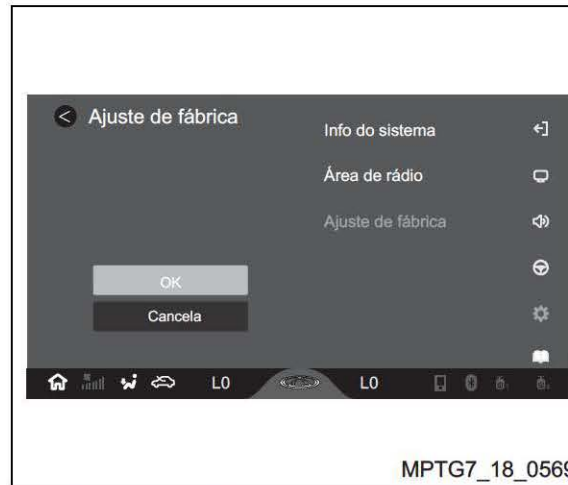 Ajuste de fábrica
Info do sistema
Área de rádio
Ajuste de fábrica
OK
Cancela
L0
L0
MPTG7_18_0569